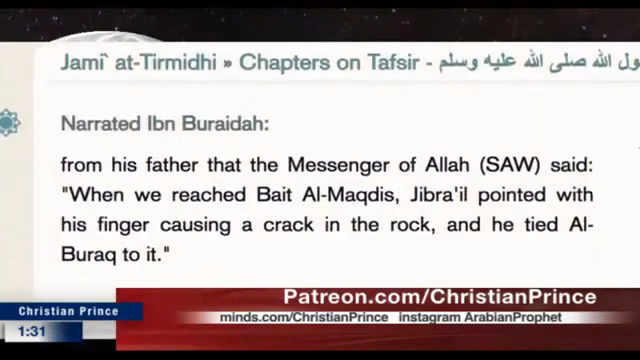 Jami` at-Tirmidhi » Chapters on Tafsir - ول الله صلى الله عليه وسلم
Narrated Ibn Buraidah:
from his father that the Messenger of Allah (SAW) said:
"When we reached Bait Al-Maqdis, Jibra'il pointed with
his finger causing a crack in the rock, and he tied Al-
Buraq to it."
Christian Prince
Patreon.com/ChristianPrince
1:31
minds.com/ChristianPrince instagram ArabianProphet